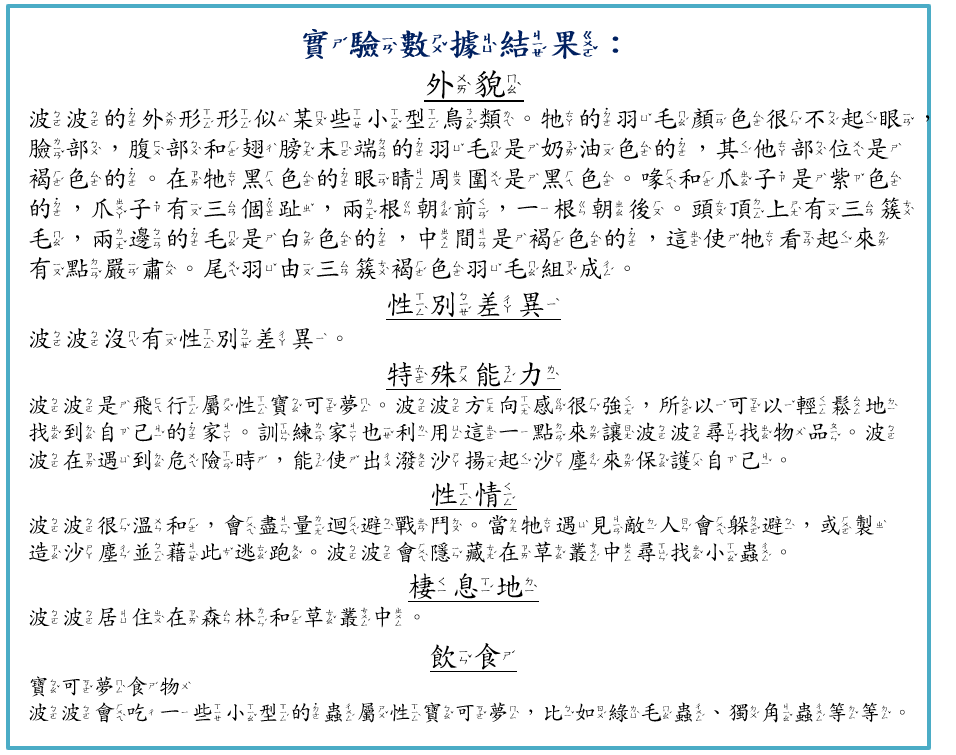 實驗數據結果：
外貌
波波的外形形似某些小型鳥類。牠的羽毛顏色很不起眼，
臉部，腹部和翅膀末端的羽毛是奶油色的，其他部位是
褐色的。在牠黑色的眼睛周圍是黑色。喙和爪子是紫色
的，爪子有三個趾，兩根朝前，一根朝後。頭頂上有三簇
毛，兩邊的毛是白色的，中間是褐色的，這使牠看起來
有點嚴肅。尾羽由三簇褐色羽毛組成。
性別差異
波波沒有性別差異。
特殊能力
波波是飛行屬性寶可夢。波波方向感很強，所以可以輕鬆地
找到自己的家。訓練家也利用這一點來讓波波尋找物品。波
波在遇到危險時，能使出潑沙揚起沙塵來保護自己。
性情
波波很溫和，會盡量迴避戰鬥。當牠遇見敵人會躲避，或製
造沙塵並藉此逃跑。波波會隱藏在草叢中尋找小蟲。
棲息地
波波居住在森林和草叢中。
飲食
寶可夢食物
波波會吃一些小型的蟲屬性寶可夢，比如綠毛蟲、獨角蟲等等。